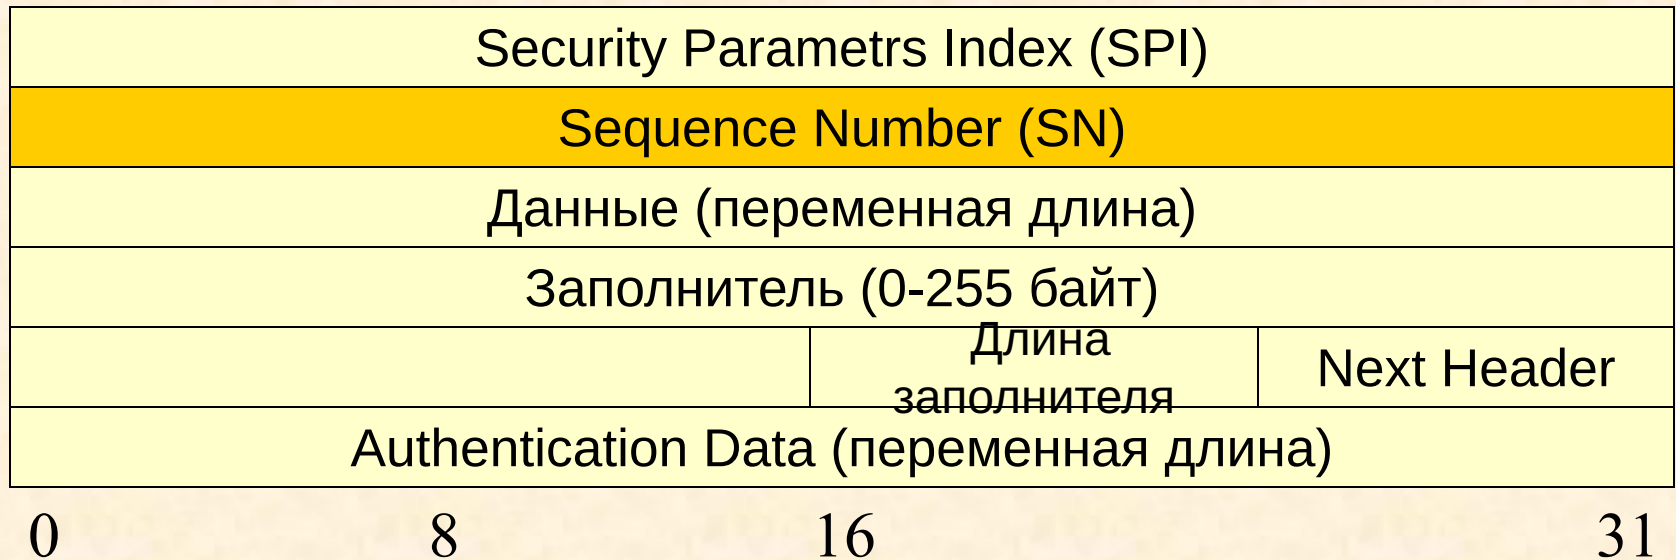 Security Parametrs Index (SPI)
Sequence Number (SN)
Данные (переменная длина)
Заполнитель (0-255 байт)
Длина
заполнителя
Next Header
Authentication Data (переменная длина)
0 8 16 31